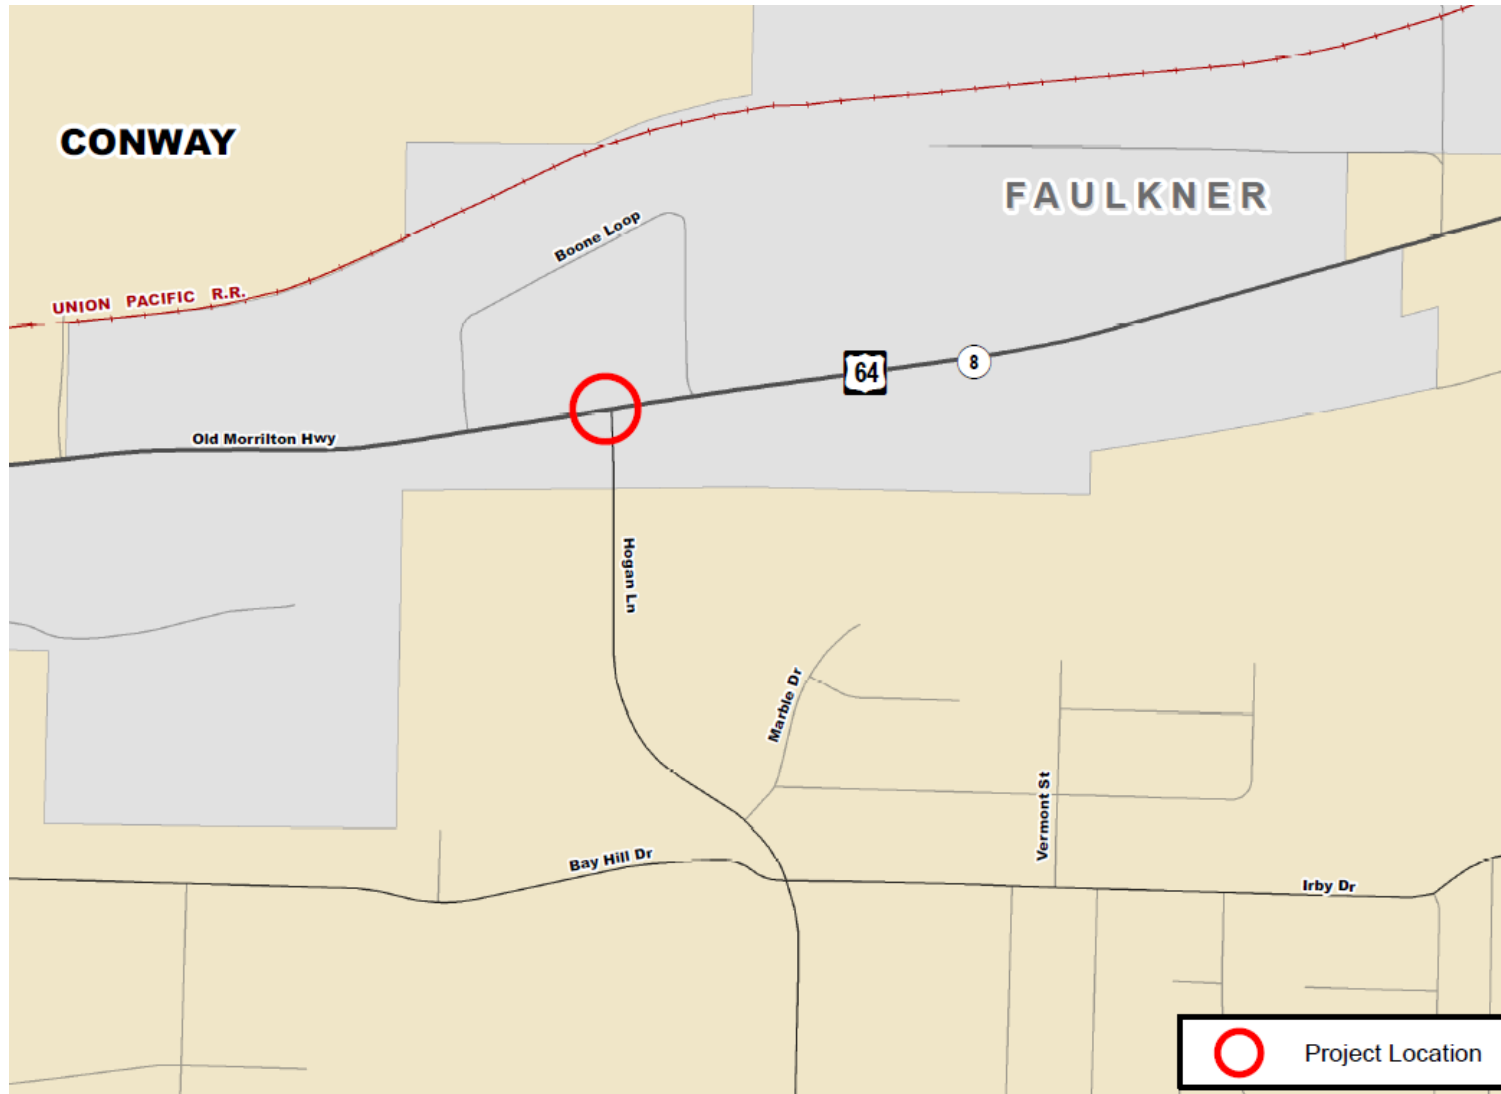 CONWAY
FAULKNER
Boone Loop
UNION PACIFIC R.R.
64
8
Old Morrilton Hwy
Hogan Ln
Marble Dr
Vermont St
Bay Hill Dr
Irby Dr
Project Location